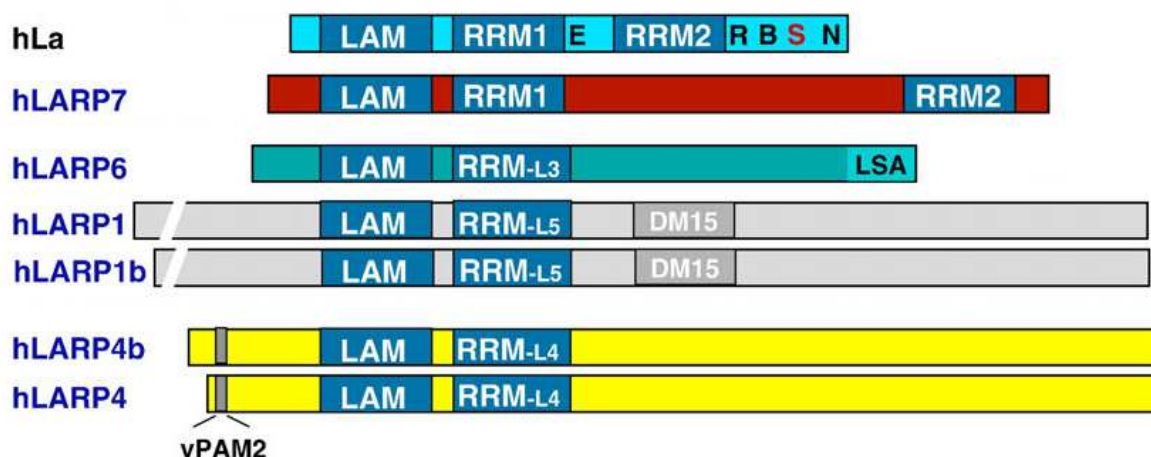 hLa LAM RRM1 E RRM2 R B S N
hLARP7 LAM RRM1 RRM2
hLARP6 LAM RRM-L3 LSA
hLARP1 LAM RRM-L5 DM15
hLARP1b LAM RRM-L5 DM15
hLARP4b LAM RRM-L4
hLARP4 LAM RRM-L4
vPAM2